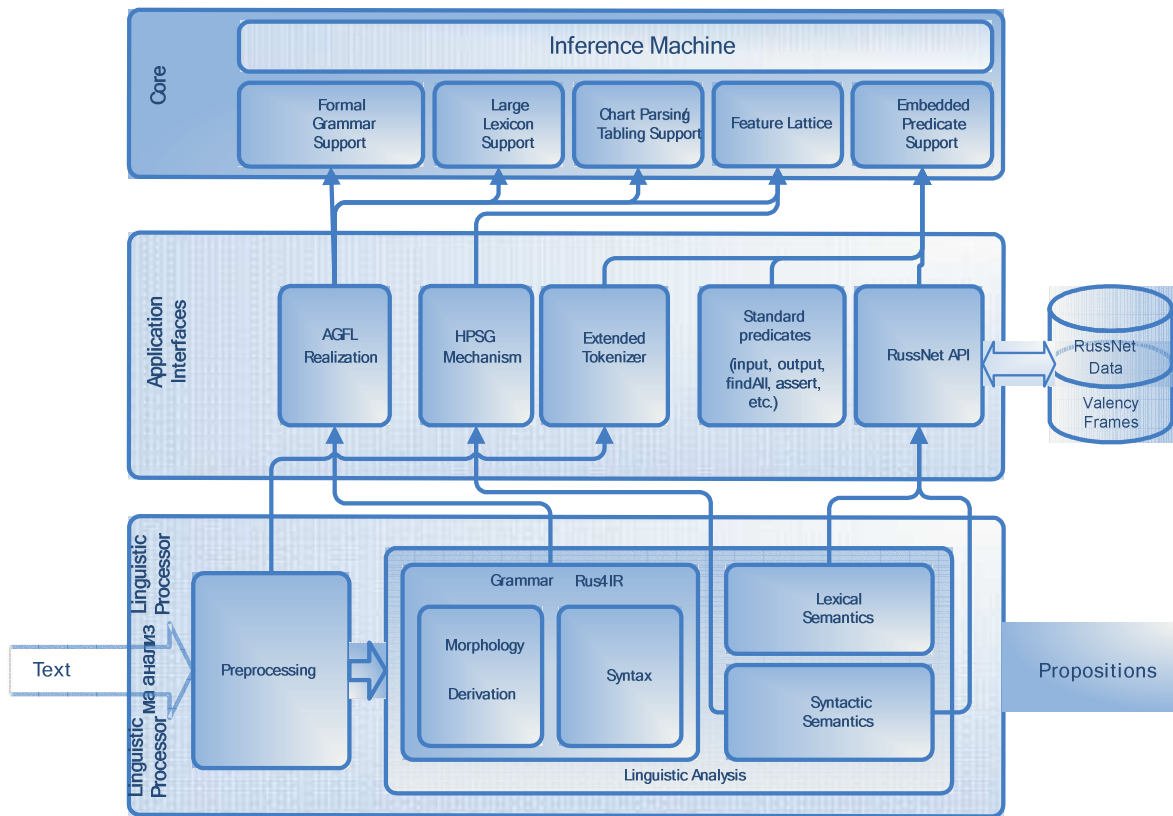 Core
Inference Machine
Formal
Grammar
Support
Large
Lexicon
Support
Chart Parsing/
Tabling Support
Feature Lattice
Embedded
Predicate
Support
Application
Interfaces
AGFL
Realization
HPSG
Mechanism
Extended
Tokenizer
Standard
predicates
(input, output,
findAll, assert,
etc.)
RussNet API
RussNet
Data
Valency
Frames
Linguistic
Processor
ма анализ
Linguistic
Processor
Text
Preprocessing
Grammar Rus4IR
Morphology
Derivation
Syntax
Lexical
Semantics
Syntactic
Semantics
Linguistic Analysis
Propositions